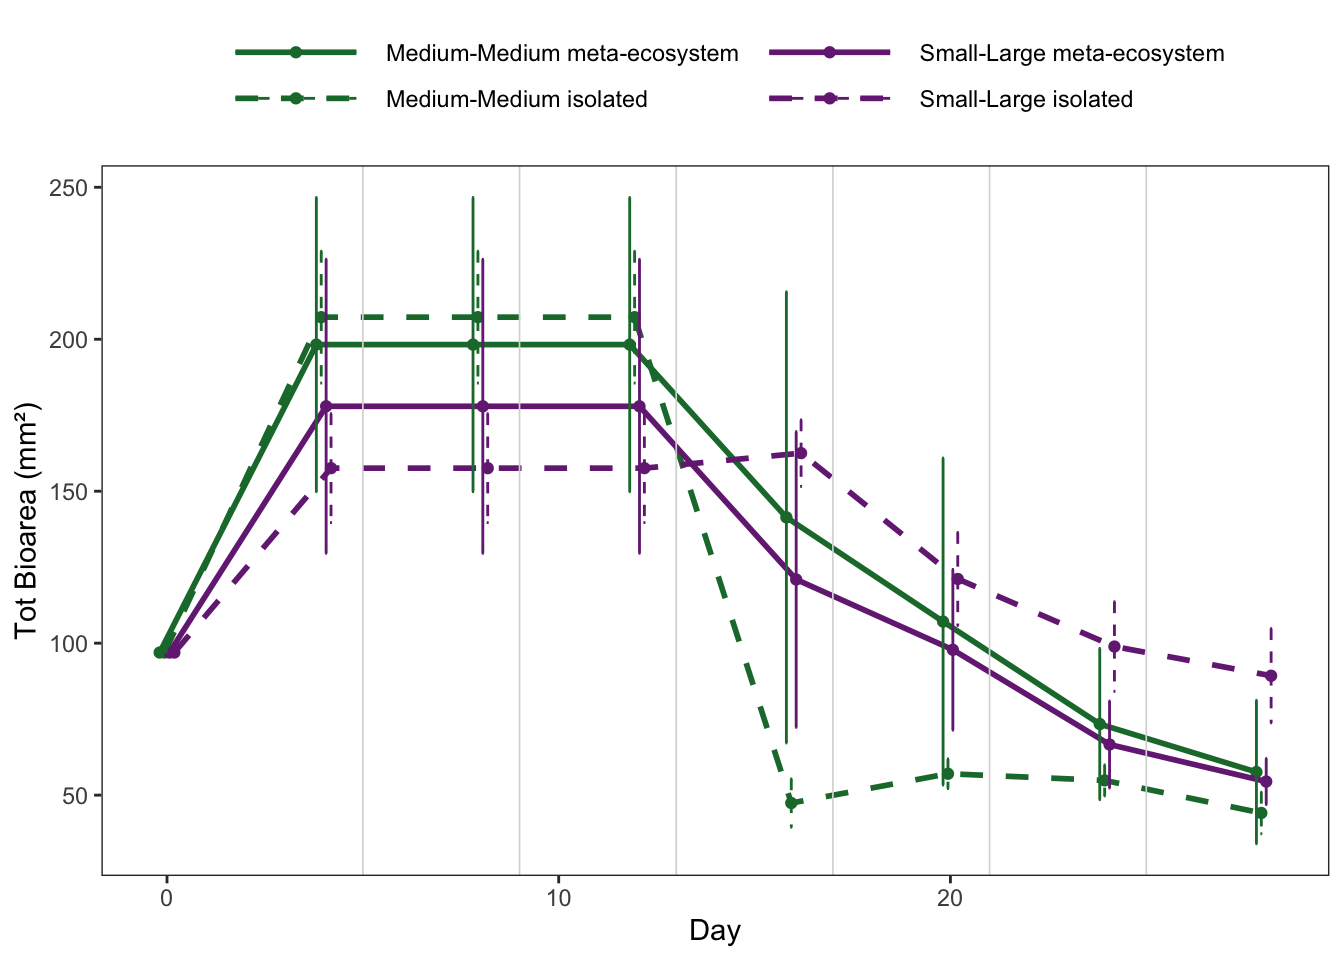 Medium-Medium meta-ecosystem Small-Large meta-ecosystem
Medium-Medium isolated Small-Large isolated
250
200
150
100
50
Tot Bioarea (mm²)
0 10 20
Day